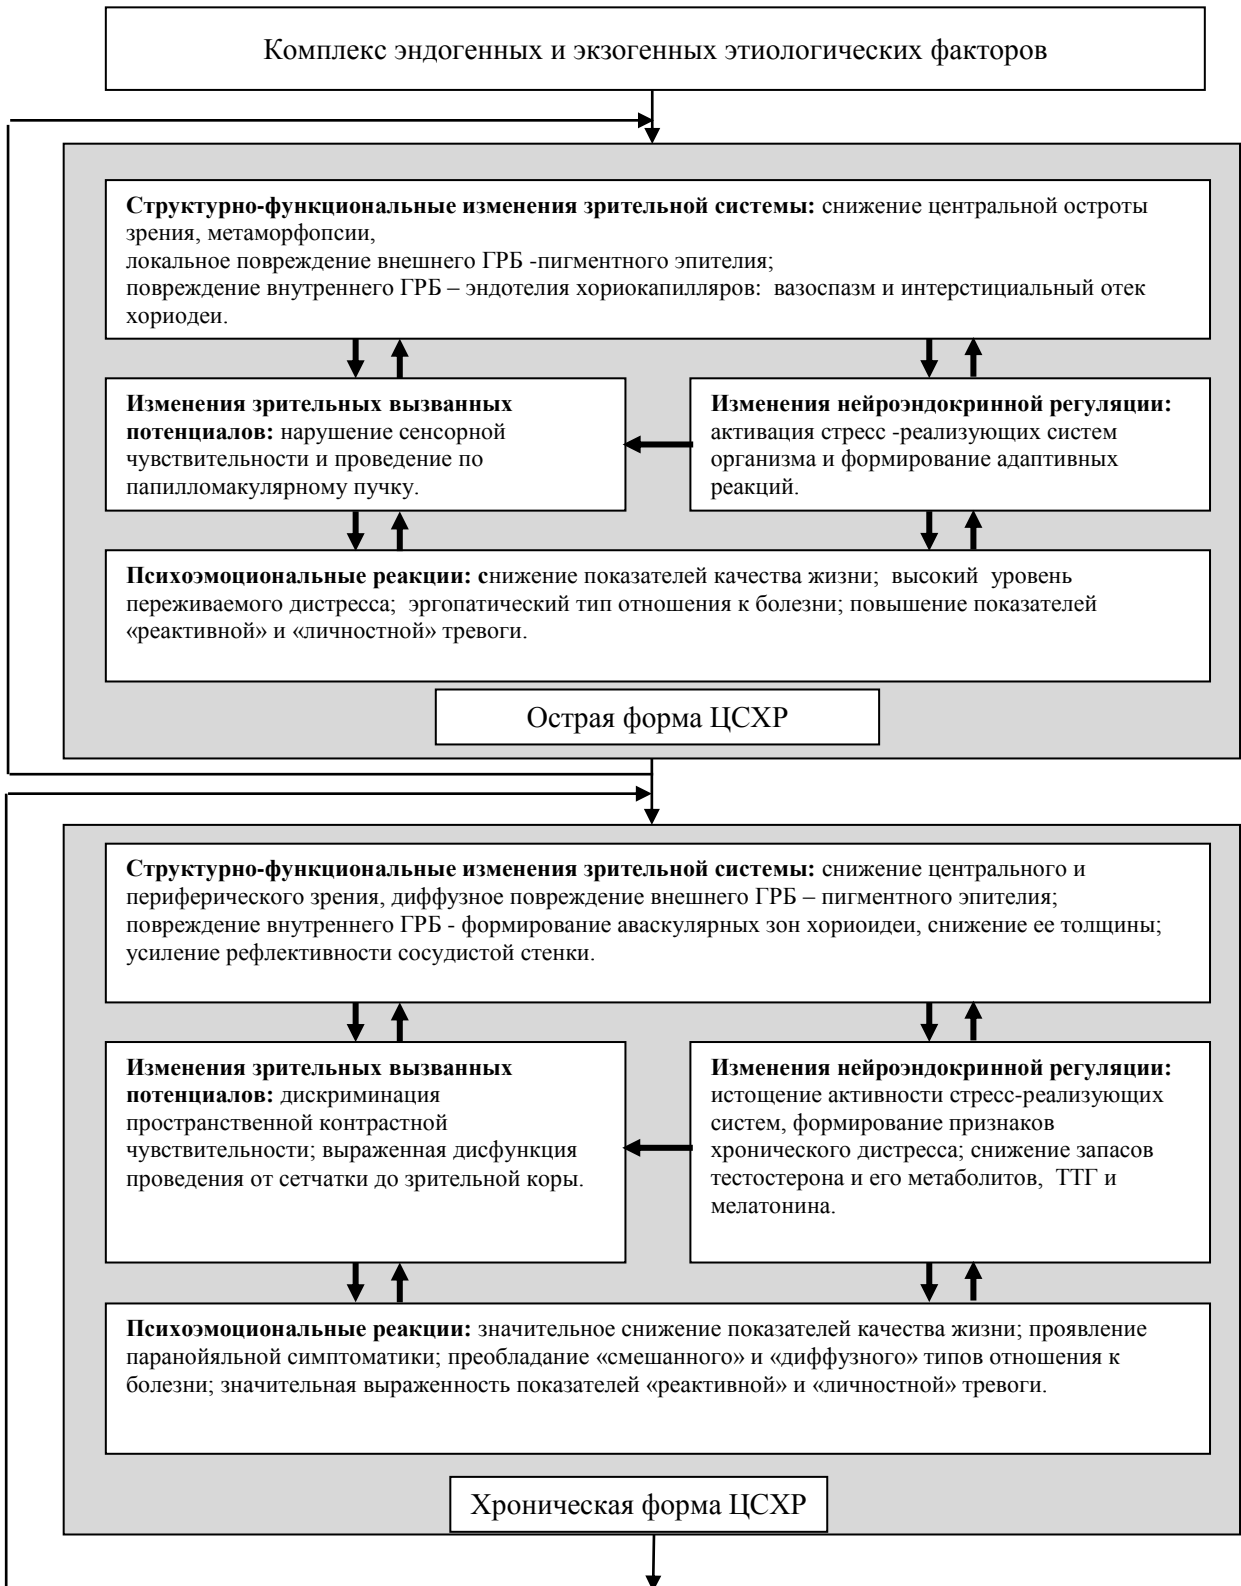 Комплекс эндогенных и экзогенных этиологических факторов
Структурно-функциональные изменения зрительной системы: снижение центральной остроты
зрения, метаморфопсии,
локальное повреждение внешнего ГРБ -пигментного эпителия;
повреждение внутреннего ГРБ – эндотелия хориокапилляров: вазоспазм и интерстициальный отек
хориодеи.
Изменения зрительных вызванных
потенциалов: нарушение сенсорной
чувствительности и проведение по
папилломакулярному пучку.
Изменения нейроэндокринной регуляции:
активация стресс -реализующих систем
организма и формирование адаптивных
реакций.
Психоэмоциональные реакции: снижение показателей качества жизни; высокий уровень
переживаемого дистресса; эргопатический тип отношения к болезни; повышение показателей
«реактивной» и «личностной» тревоги.
Острая форма ЦСХР
Структурно-функциональные изменения зрительной системы: снижение центрального и
периферического зрения, диффузное повреждение внешнего ГРБ – пигментного эпителия;
повреждение внутреннего ГРБ - формирование аваскулярных зон хориоидеи, снижение ее толщины;
усиление рефлективности сосудистой стенки.
Изменения зрительных вызванных
потенциалов: дискриминация
пространственной контрастной
чувствительности; выраженная дисфункция
проведения от сетчатки до зрительной коры.
Изменения нейроэндокринной регуляции:
истощение активности стресс-реализующих
систем, формирование признаков
хронического дистресса; снижение запасов
тестостерона и его метаболитов, ТТГ и
мелатонина.
Психоэмоциональные реакции: значительное снижение показателей качества жизни; проявление
паранойяльной симптоматики; преобладание «смешанного» и «диффузного» типов отношения к
болезни; значительная выраженность показателей «реактивной» и «личностной» тревоги.
Хроническая форма ЦСХР